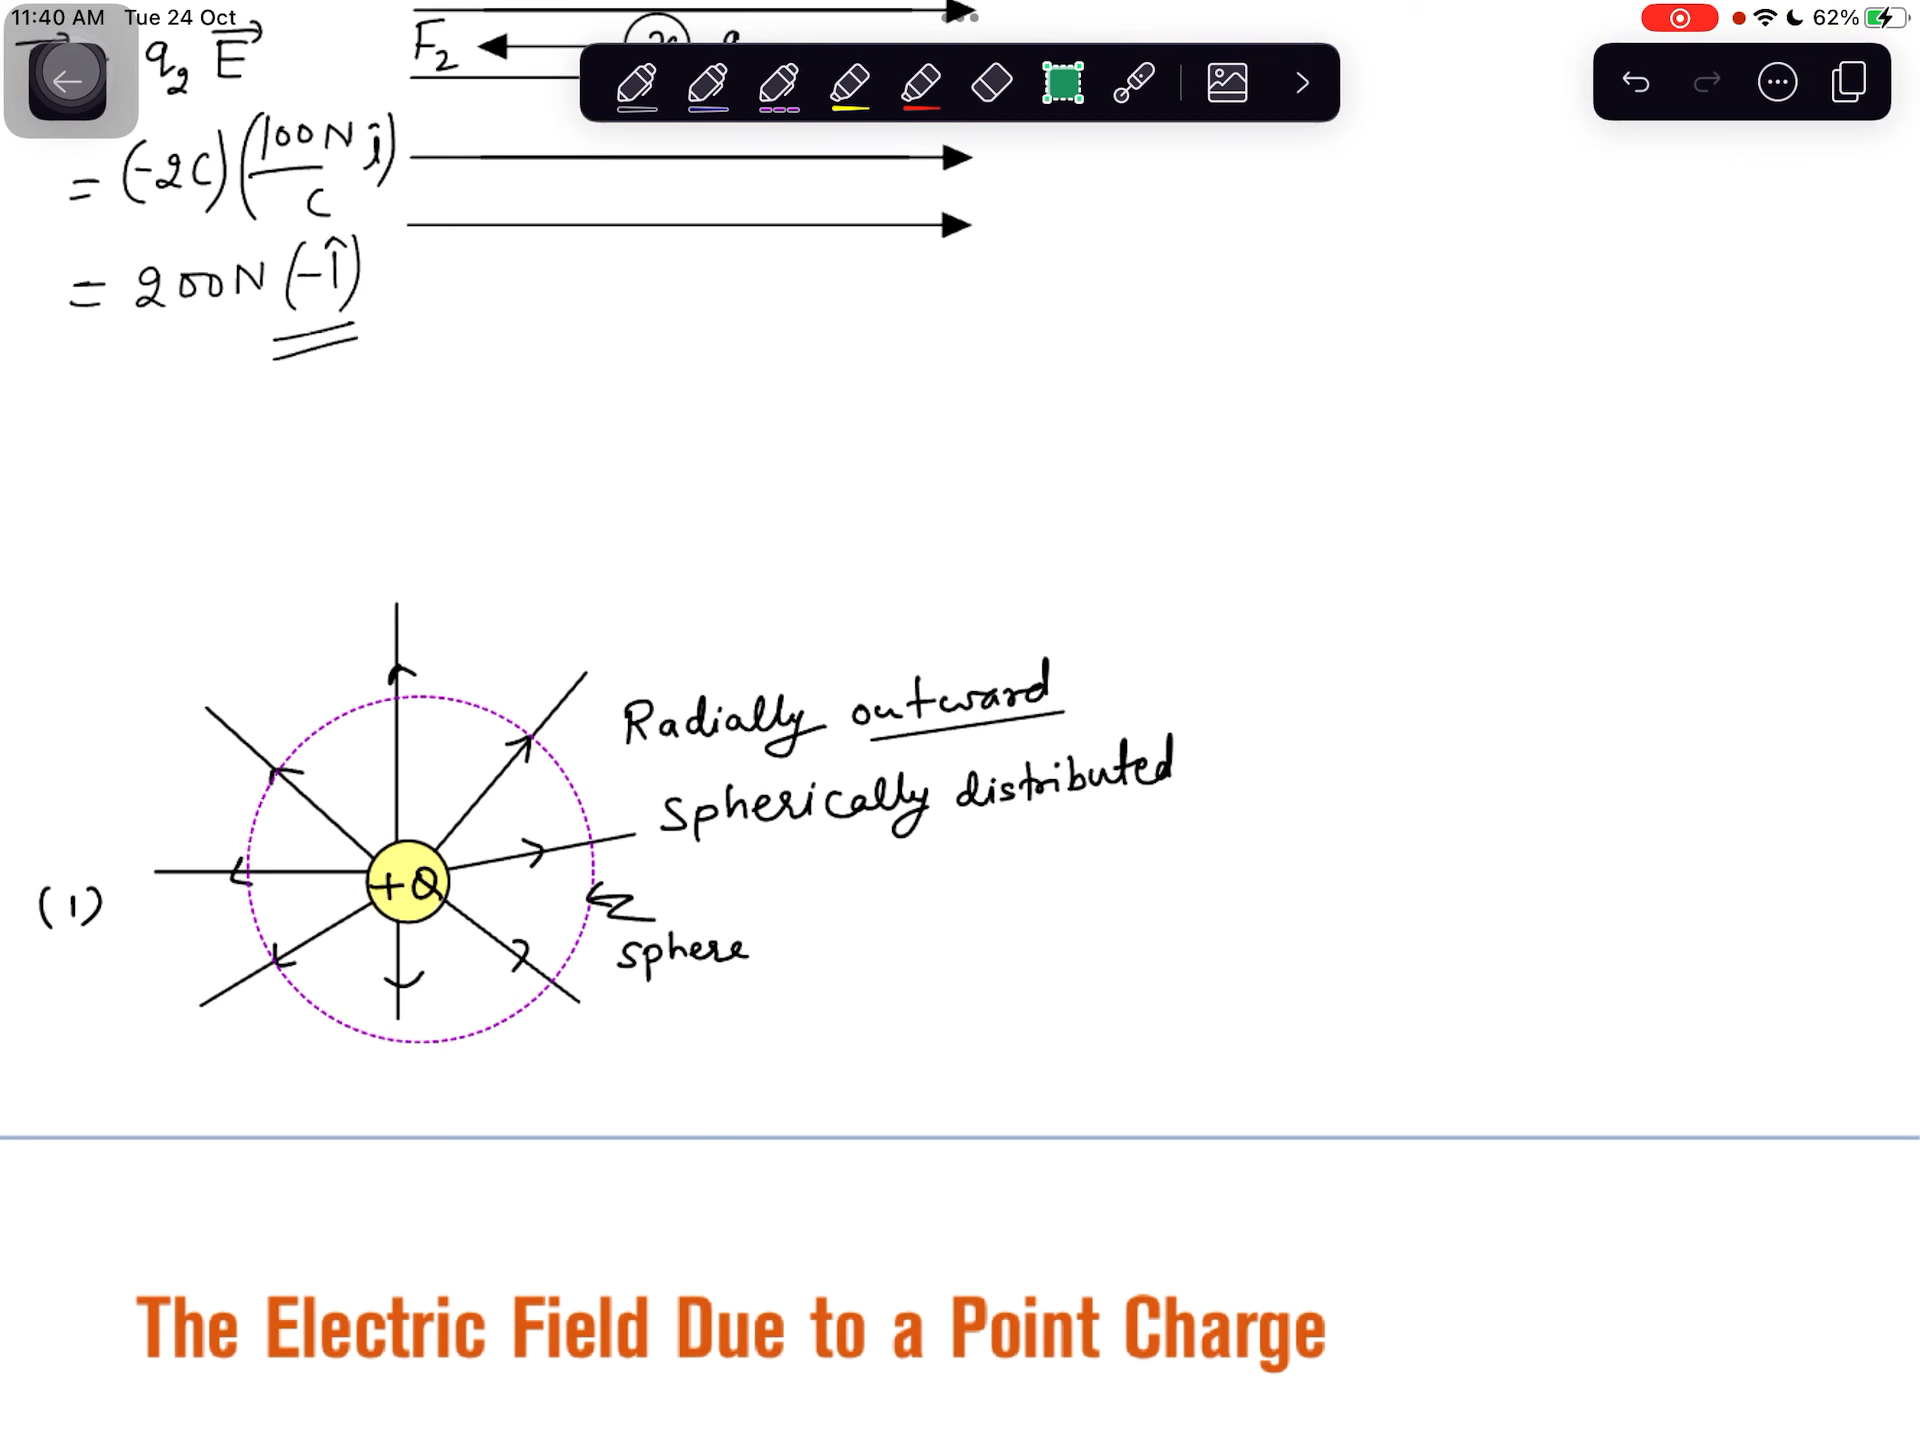 11:40 AM Tue 24 Oct
62%
q₂ E⃗
F₂
= (-2C) (100N/C î)
= 200N (-î)
Radially outward
Spherically distributed
+Q
(1)
sphere
The Electric Field Due to a Point Charge